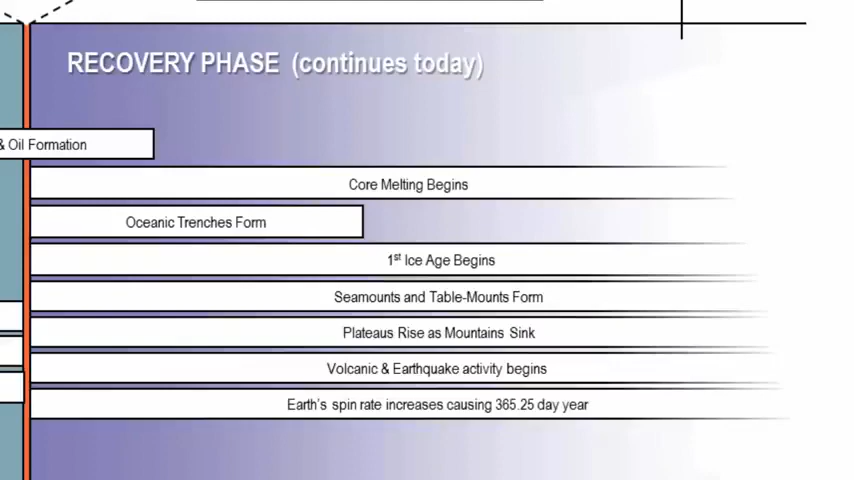 RECOVERY PHASE (continues today)
& Oil Formation
Core Melting Begins
Oceanic Trenches Form
1st Ice Age Begins
Seamounts and Table-Mounts Form
Plateaus Rise as Mountains Sink
Volcanic & Earthquake activity begins
Earth's spin rate increases causing 365.25 day year